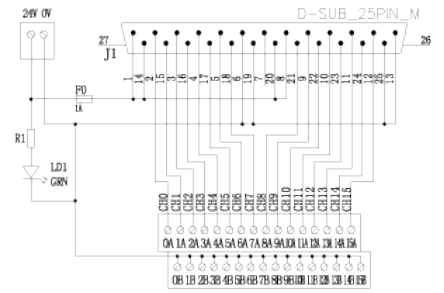 D-SUB_25PIN_M
24V 0V
27
26
J1
1 14 2 15 3 16 4 17 5 18 6 19 7 20 8 21 9 22 10 23 11 24 12 25 13
F0
1A
R1
LD1
GRN
CH0 CH1 CH2 CH3 CH4 CH5 CH6 CH7 CH8 CH9 CH10 CH11 CH12 CH13 CH14 CH15
0A 1A 2A 3A 4A 5A 6A 7A 8A 9A 10A 11A 12A 13A 14A 15A
0B 1B 2B 3B 4B 5B 6B 7B 8B 9B 10B 11B 12B 13B 14B 15B